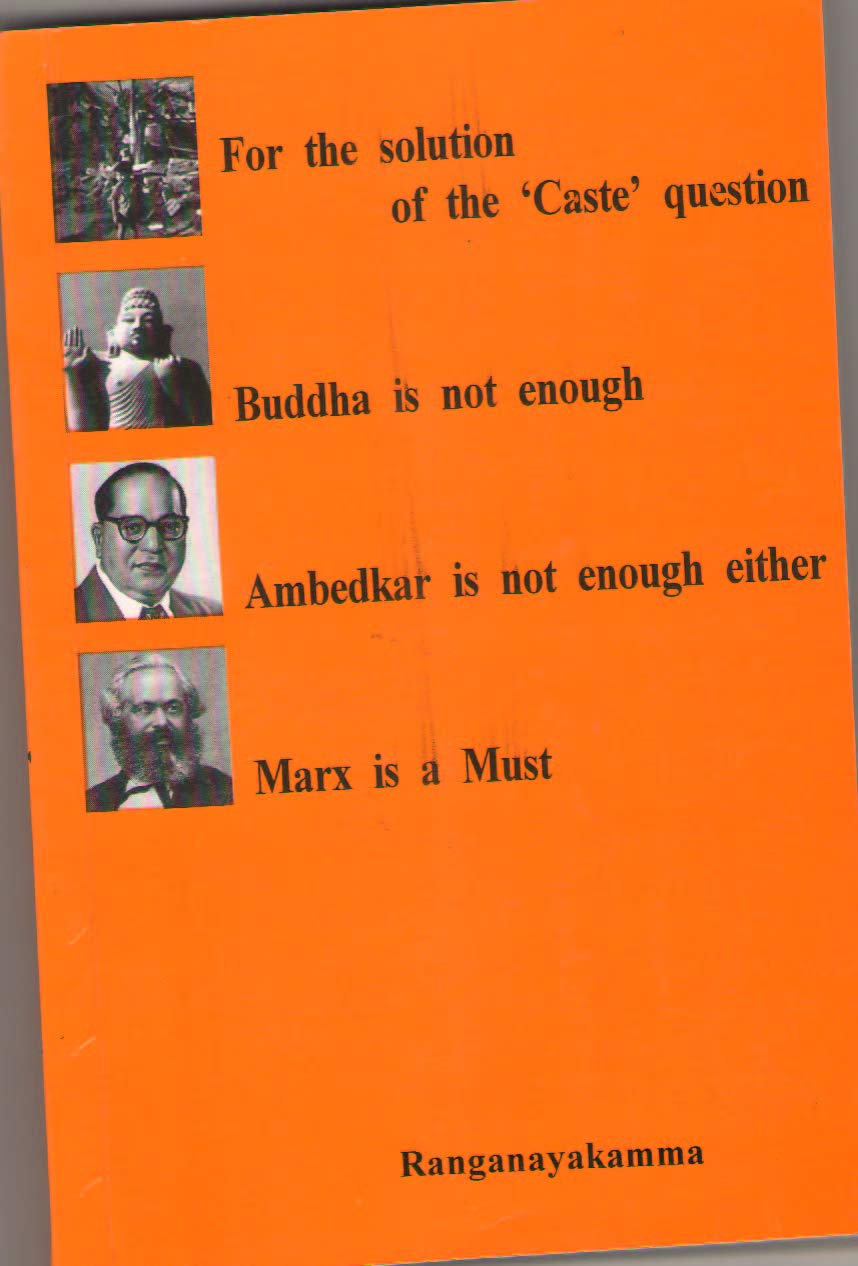 For the solution
of the ‘Caste’ question
Buddha is not enough
Ambedkar is not enough either
Marx is a Must
Ranganayakamma